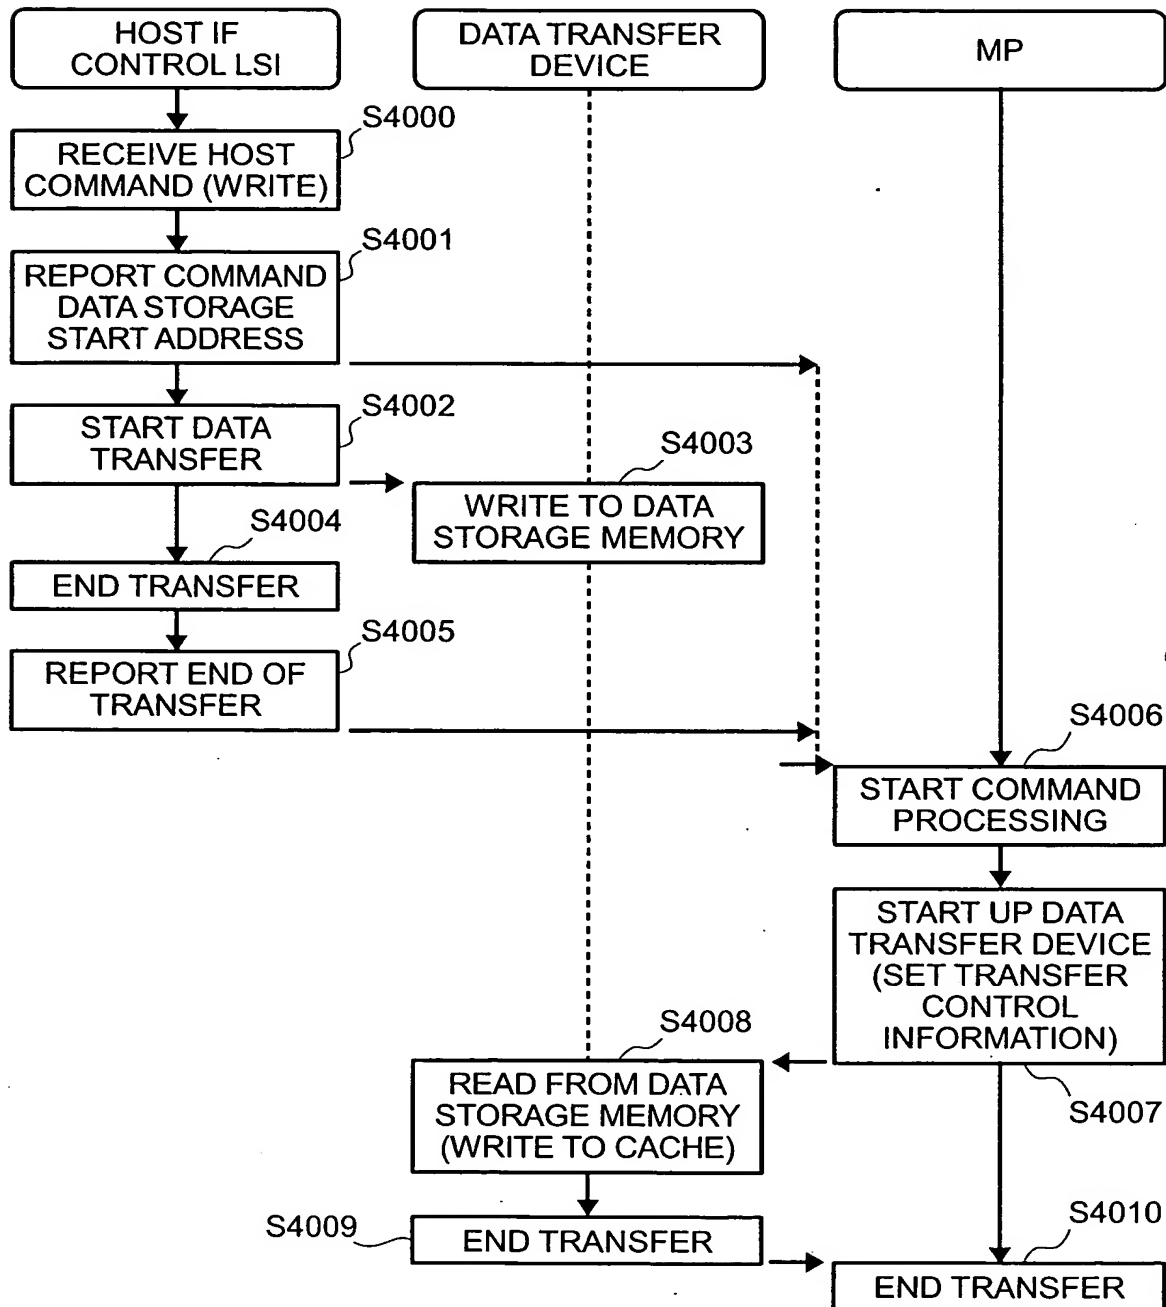 HOST IF
CONTROL LSI
DATA TRANSFER
DEVICE
MP
S4000
RECEIVE HOST
COMMAND (WRITE)
S4001
REPORT COMMAND
DATA STORAGE
START ADDRESS
S4002
START DATA
TRANSFER
S4003
WRITE TO DATA
STORAGE MEMORY
S4004
END TRANSFER
S4005
REPORT END OF
TRANSFER
S4006
START COMMAND
PROCESSING
START UP DATA
TRANSFER DEVICE
(SET TRANSFER
CONTROL
INFORMATION)
S4007
S4008
READ FROM DATA
STORAGE MEMORY
(WRITE TO CACHE)
S4009
END TRANSFER
S4010
END TRANSFER